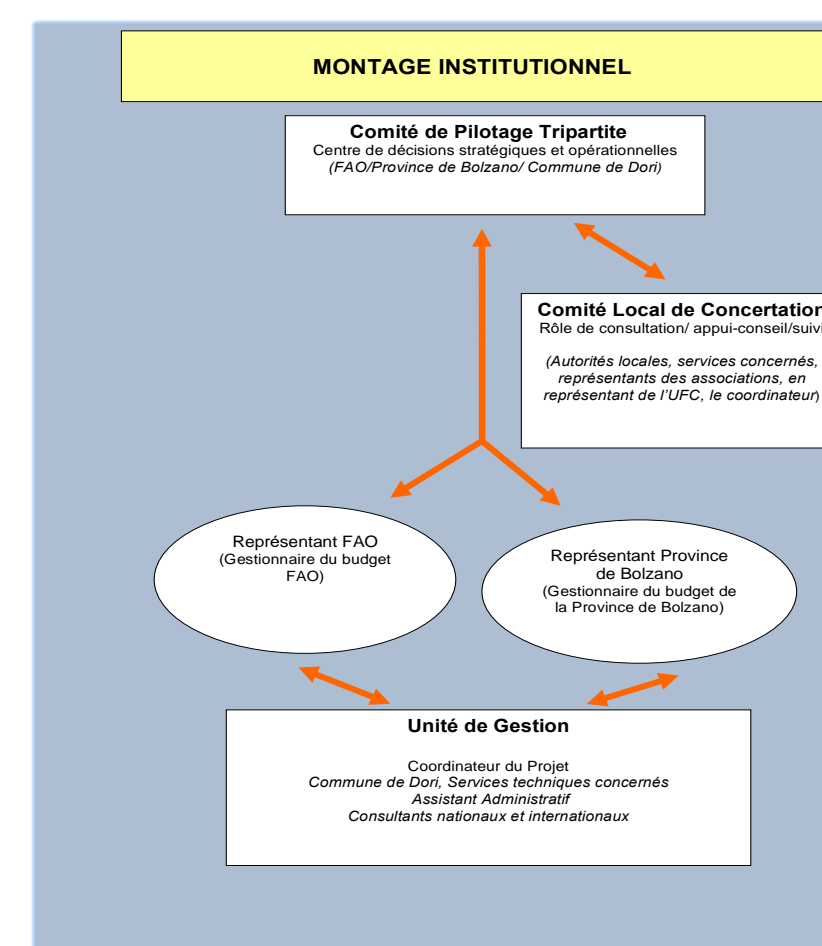 MONTAGE INSTITUTIONNEL
Comité de Pilotage Tripartite
Centre de décisions stratégiques et opérationnelles
(FAO/Province de Bolzano/ Commune de Dori)
Comité Local de Concertation
Rôle de consultation/ appui-conseil/suivi
(Autorités locales, services concernés,
représentants des associations, en
représentant de l'UFC, le coordinateur)
Représentant FAO
(Gestionnaire du budget
FAO)
Représentant Province
de Bolzano
(Gestionnaire du budget de
la Province de Bolzano)
Unité de Gestion
Coordinateur du Projet
Commune de Dori, Services techniques concernés
Assistant Administratif
Consultants nationaux et internationaux